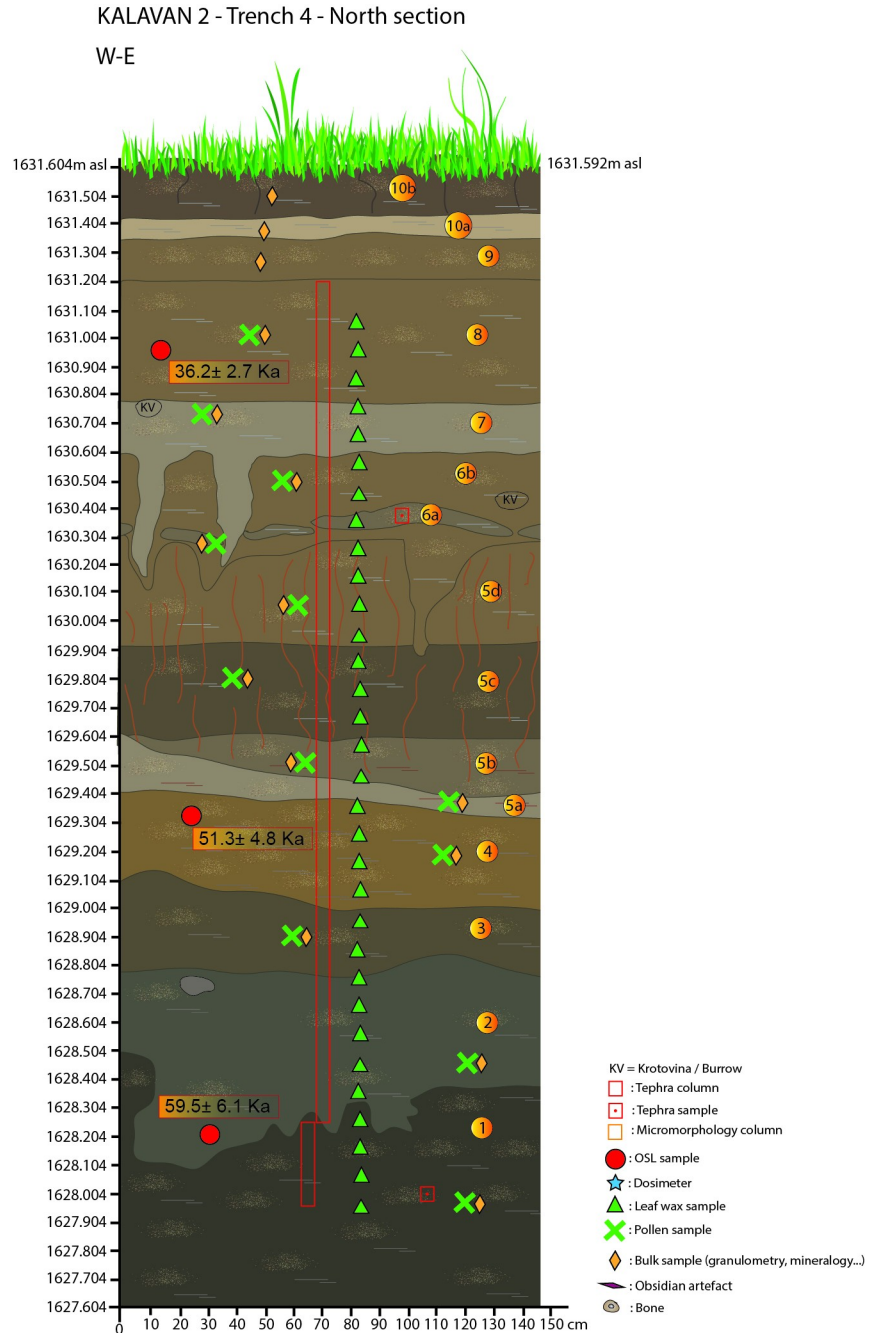 KALAVAN 2 - Trench 4 - North section
W-E
1631.604m asl
1631.592m asl
10b
1631.504
10a
1631.404
9
1631.304
1631.204
1631.104
8
1631.004
36.2± 2.7 Ka
1630.904
1630.804
KV
7
1630.704
1630.604
6b
1630.504
KV
1630.404
6a
1630.304
1630.204
5d
1630.104
1630.004
1629.904
5c
1629.804
1629.704
1629.604
5b
1629.504
1629.404
5a
1629.304
51.3± 4.8 Ka
4
1629.204
1629.104
1629.004
3
1628.904
1628.804
1628.704
2
1628.604
1628.504
1628.404
1628.304
59.5± 6.1 Ka
1
1628.204
1628.104
1628.004
1627.904
1627.804
1627.704
1627.604
0 10 20 30 40 50 60 70 80 90 100 110 120 130 140 150 cm
KV = Krotovina / Burrow
: Tephra column
: Tephra sample
: Micromorphology column
: OSL sample
: Dosimeter
: Leaf wax sample
: Pollen sample
: Bulk sample (granulometry, mineralogy...)
: Obsidian artefact
: Bone